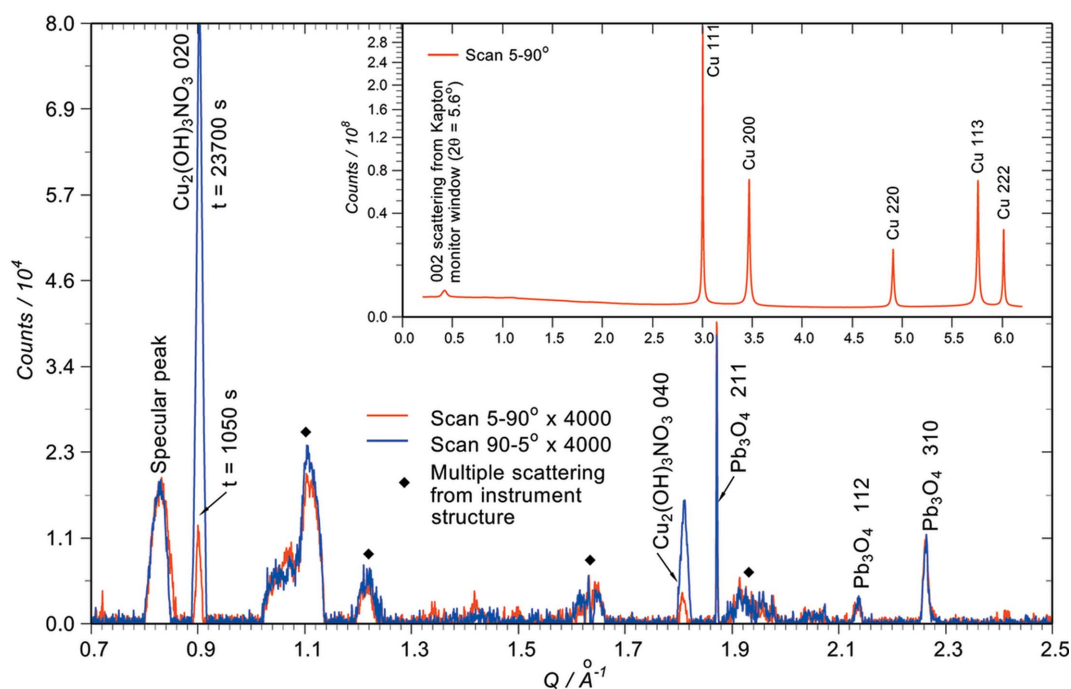 8.0
6.9
5.7
4.6
3.4
2.3
1.1
0.0
Counts / 10⁴
0.7 0.9 1.1 1.3 1.5 1.7 1.9 2.1 2.3 2.5
Q / Å⁻¹
Specular peak
Cu₂(OH)₃NO₃ 020
t = 23700 s
t = 1050 s
Scan 5-90° x 4000
Scan 90-5° x 4000
Multiple scattering
from instrument
structure
Cu₂(OH)₃NO₃ 040
Pb₃O₄ 211
Pb₃O₄ 112
Pb₃O₄ 310
2.8
2.4
2.0
1.6
1.2
0.8
0.4
0.0
Counts / 10⁸
Scan 5-90°
002 scattering from Kapton
monitor window (2θ = 5.6°)
Cu 111
Cu 200
Cu 220
Cu 113
Cu 222
0.0 0.5 1.0 1.5 2.0 2.5 3.0 3.5 4.0 4.5 5.0 5.5 6.0